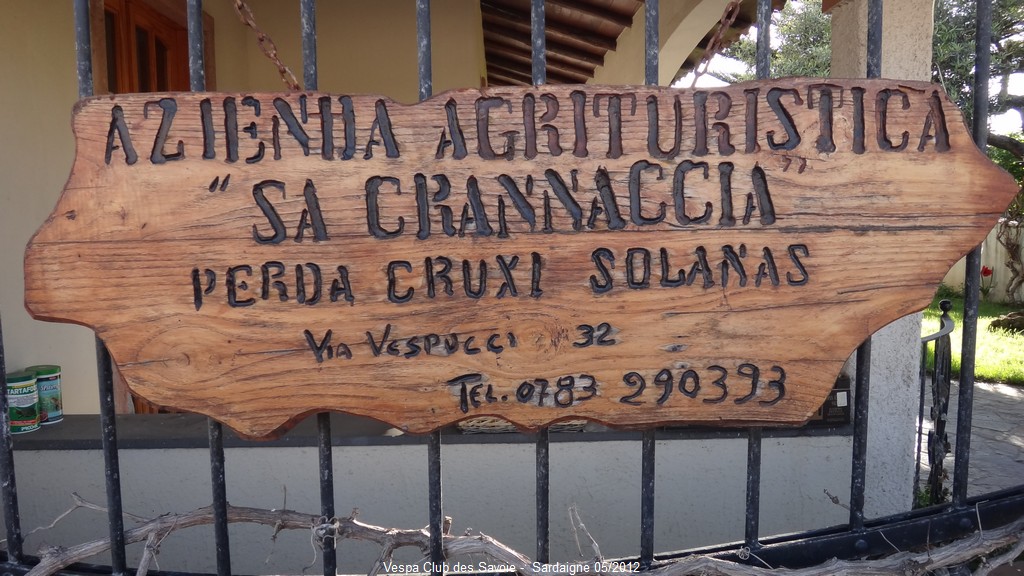 AZIENDA AGRITURISTICA
"SA CRANNACCIA"
PERDA CRUXI SOLANAS
VIA VESPUCCI N° 32
TEL. 0783 290393
TARTAFO
Vespa Club des Savoie - Sardaigne 05/2012